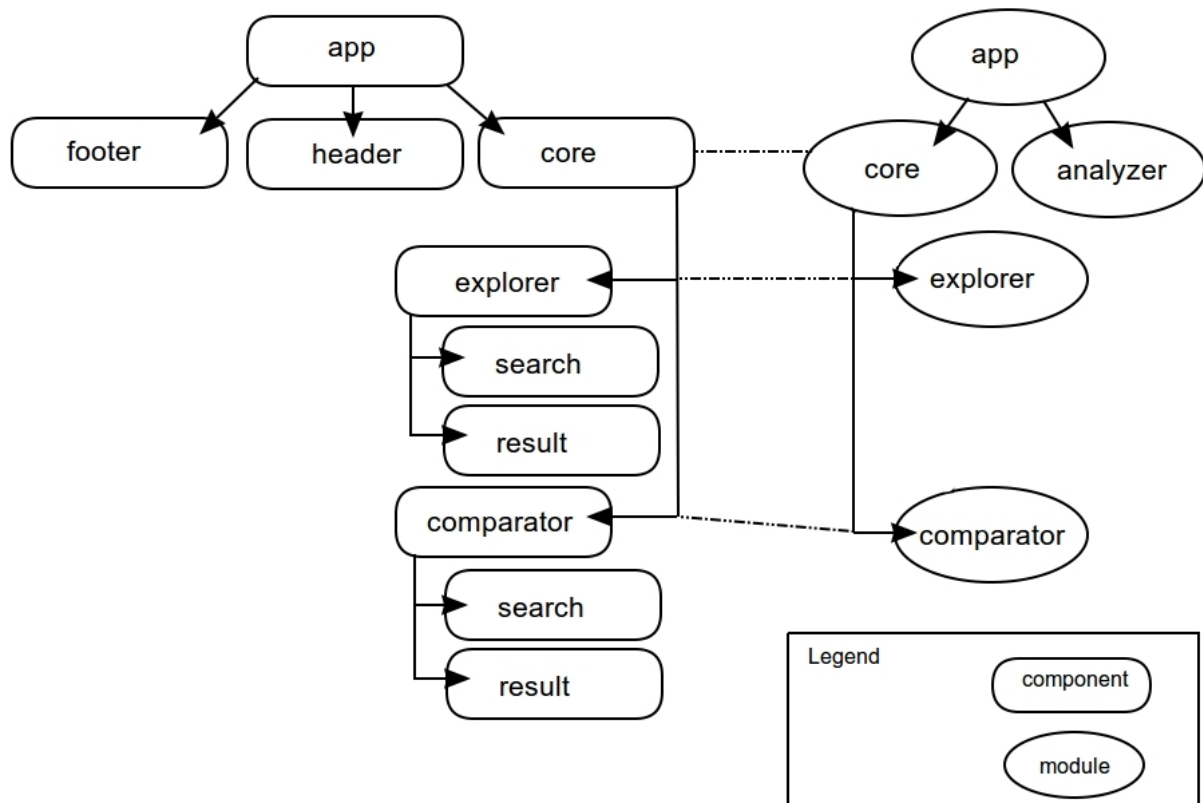 app
app
footer
header
core
core
analyzer
explorer
explorer
search
result
comparator
comparator
search
result
Legend
component
module